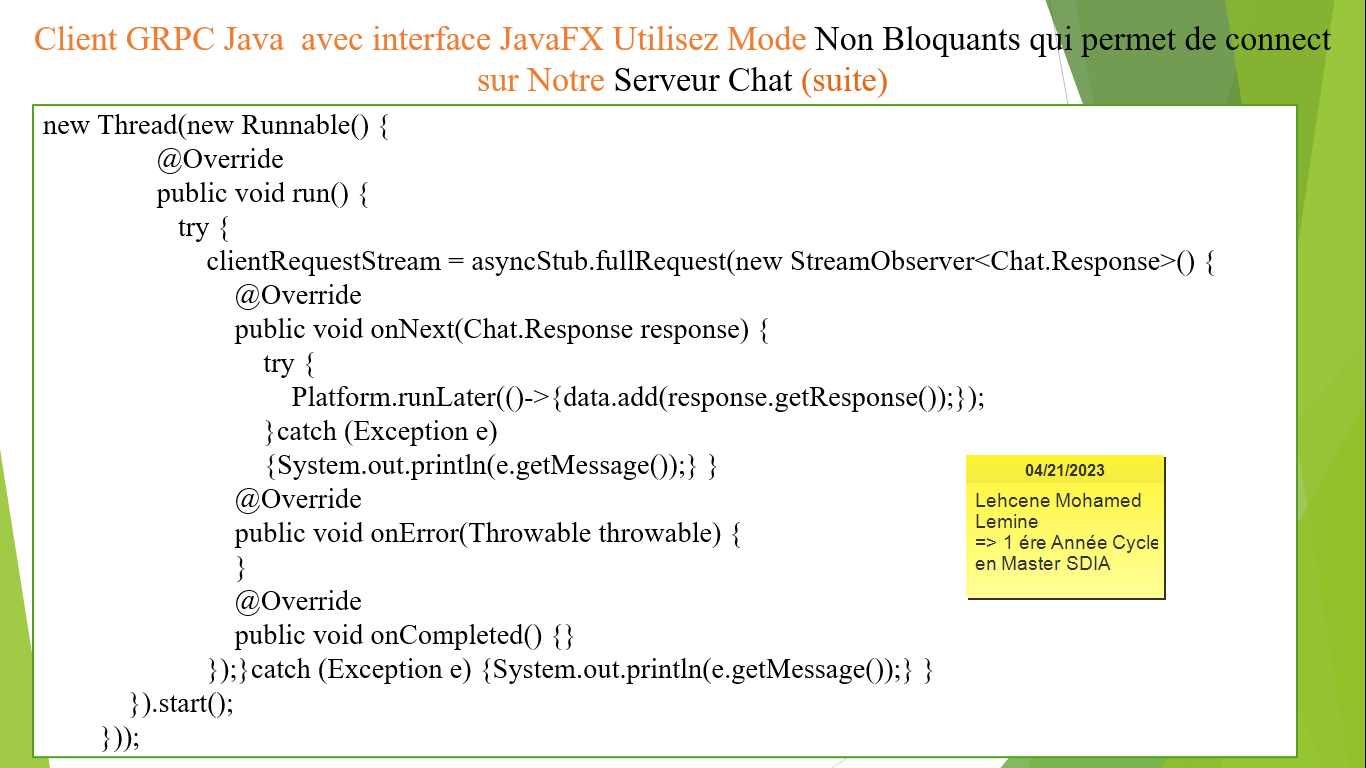 Client GRPC Java  avec interface JavaFX Utilisez Mode Non Bloquants qui permet de connect
sur Notre Serveur Chat (suite)
new Thread(new Runnable() {
@Override
public void run() {
try {
clientRequestStream = asyncStub.fullRequest(new StreamObserver<Chat.Response>() {
@Override
public void onNext(Chat.Response response) {
try {
Platform.runLater(()->{data.add(response.getResponse());});
}catch (Exception e)
{System.out.println(e.getMessage());} }
@Override
public void onError(Throwable throwable) {
}
@Override
public void onCompleted() {}
});}catch (Exception e) {System.out.println(e.getMessage());} }
}).start();
}));
04/21/2023
Lehcene Mohamed
Lemine
=> 1 ére Année Cycle
en Master SDIA